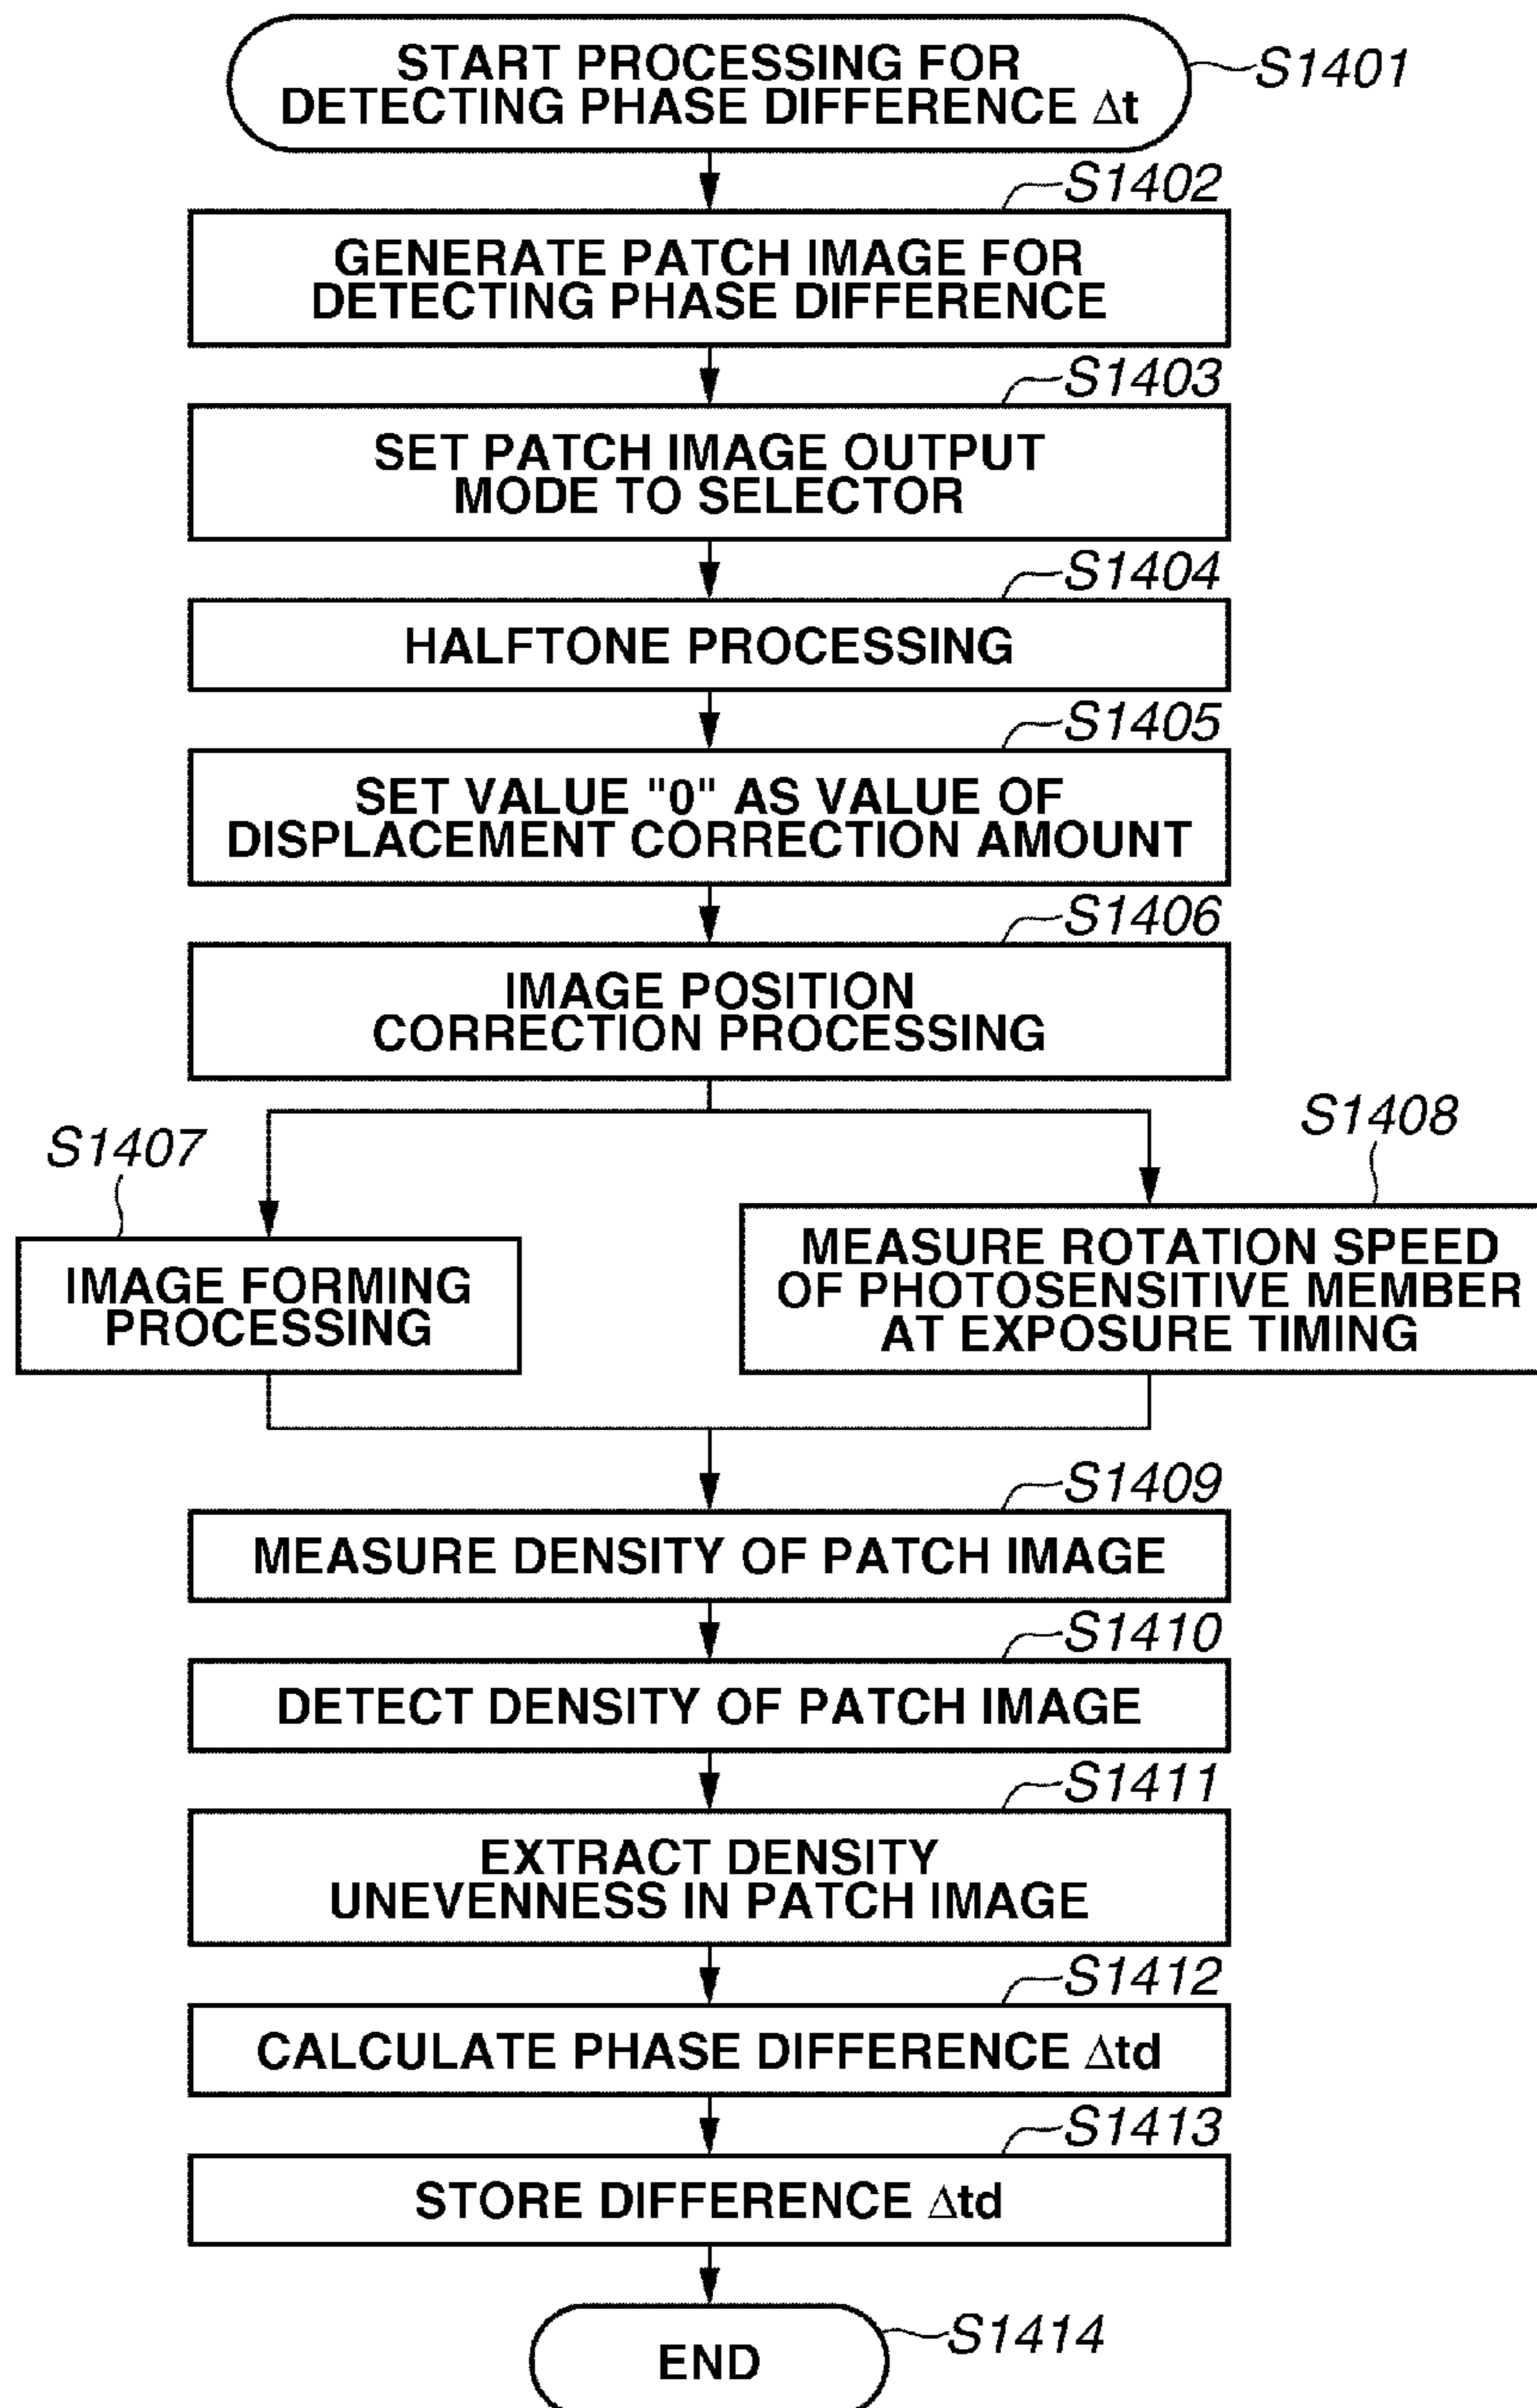 START PROCESSING FOR
DETECTING PHASE DIFFERENCE Δt
S1401
S1402
GENERATE PATCH IMAGE FOR
DETECTING PHASE DIFFERENCE
S1403
SET PATCH IMAGE OUTPUT
MODE TO SELECTOR
S1404
HALFTONE PROCESSING
S1405
SET VALUE "0" AS VALUE OF
DISPLACEMENT CORRECTION AMOUNT
S1406
IMAGE POSITION
CORRECTION PROCESSING
S1407
IMAGE FORMING
PROCESSING
S1408
MEASURE ROTATION SPEED
OF PHOTOSENSITIVE MEMBER
AT EXPOSURE TIMING
S1409
MEASURE DENSITY OF PATCH IMAGE
S1410
DETECT DENSITY OF PATCH IMAGE
S1411
EXTRACT DENSITY
UNEVENNESS IN PATCH IMAGE
S1412
CALCULATE PHASE DIFFERENCE Δtd
S1413
STORE DIFFERENCE Δtd
END
S1414